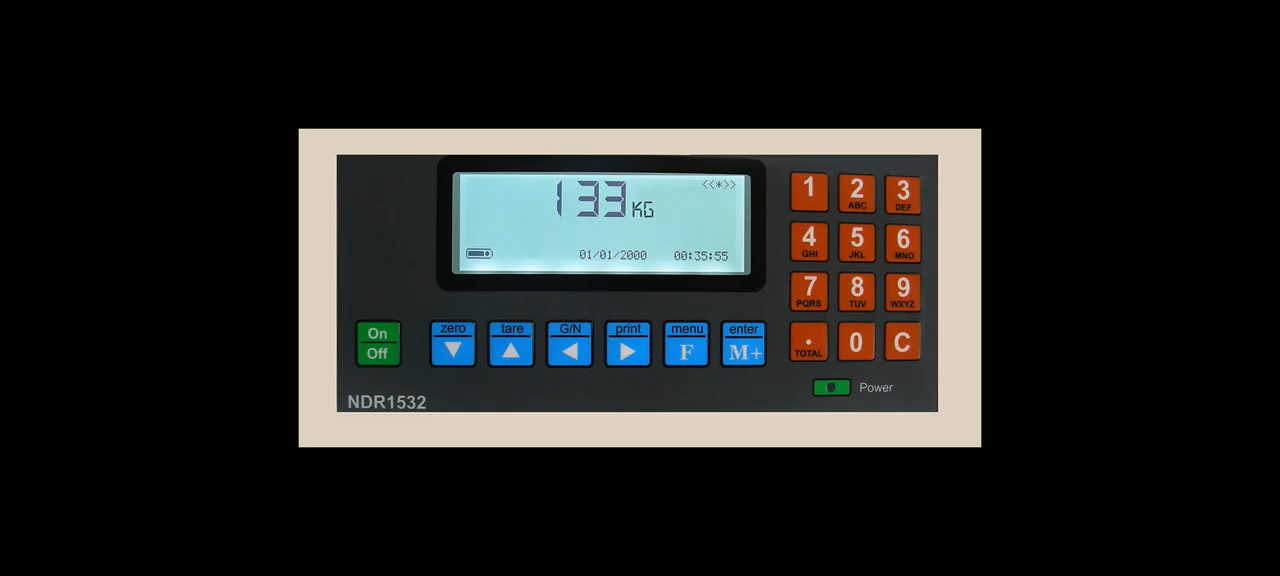 133 KG
<<*>>
01/01/2000 00:35:55
1
2 ABC
3 DEF
4 GHI
5 JKL
6 MNO
7 PQRS
8 TUV
9 WXYZ
. TOTAL
0
C
On
Off
zero
tare
G/N
print
menu
F
enter
M+
Power
NDR1532